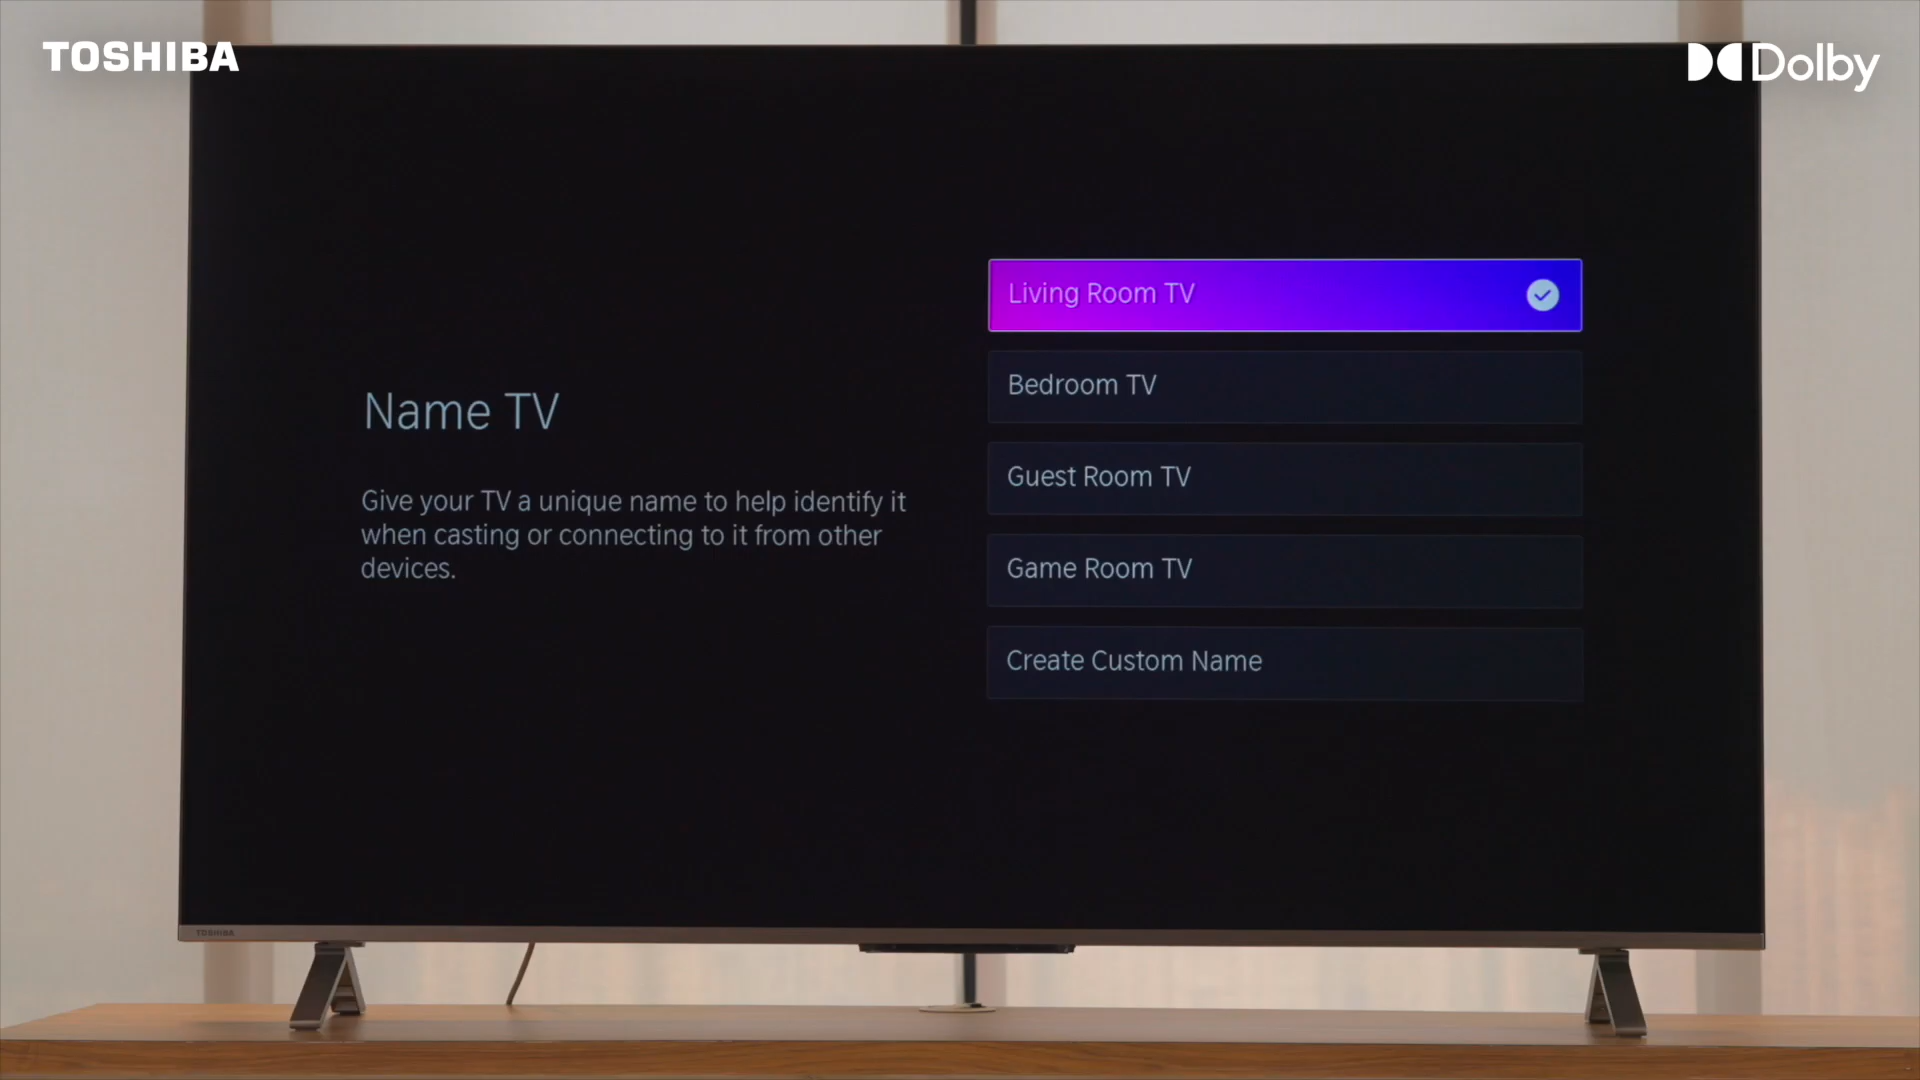 TOSHIBA
Dolby
Name TV
Give your TV a unique name to help identify it
when casting or connecting to it from other
devices.
Living Room TV
Bedroom TV
Guest Room TV
Game Room TV
Create Custom Name
TOSHIBA